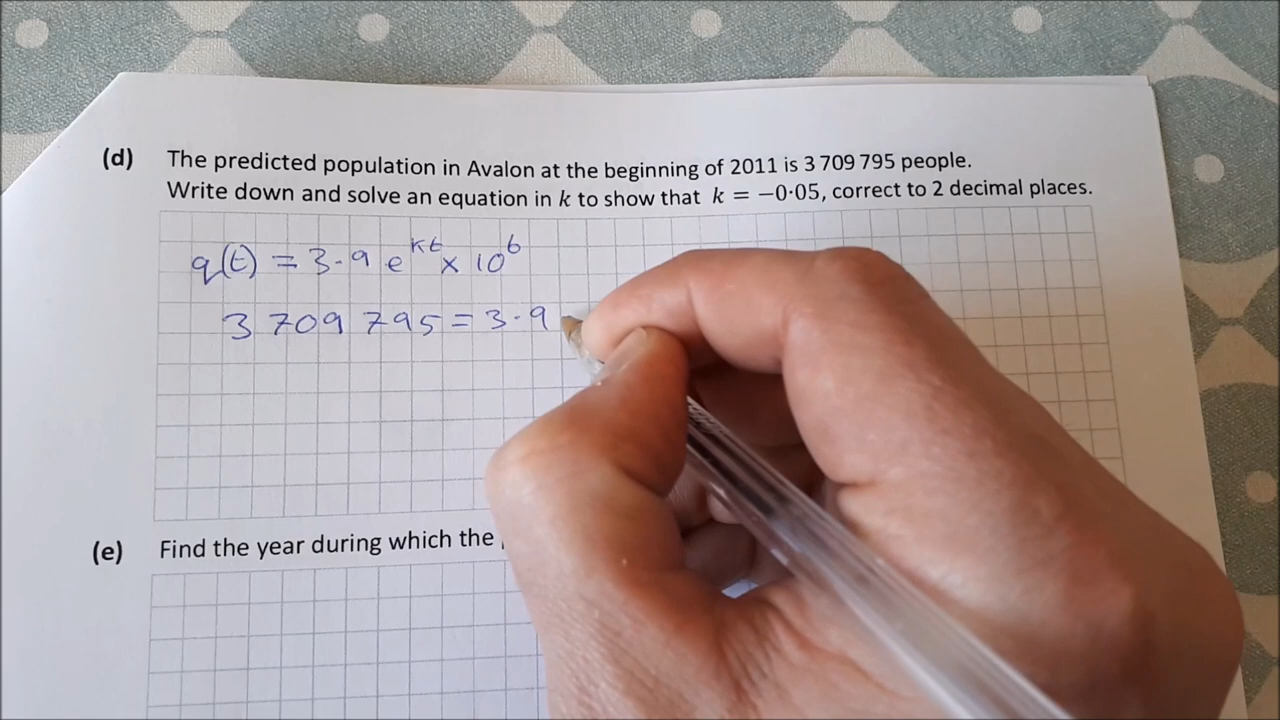 (d) The predicted population in Avalon at the beginning of 2011 is 3 709 795 people.
Write down and solve an equation in k to show that k = −0·05, correct to 2 decimal places.
q(t) = 3·9 e^kt × 10^6
3 709 795 = 3·9
(e) Find the year during which the